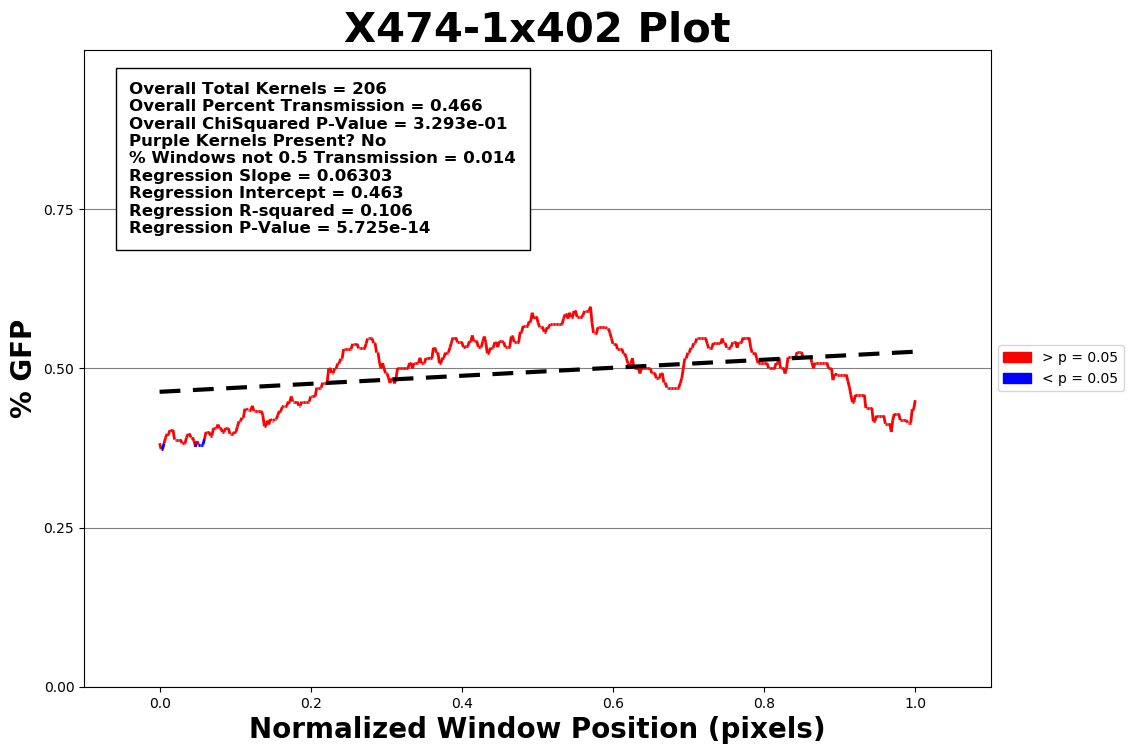 X474-1x402 Plot
Overall Total Kernels = 206
Overall Percent Transmission = 0.466
Overall ChiSquared P-Value = 3.293e-01
Purple Kernels Present? No
% Windows not 0.5 Transmission = 0.014
Regression Slope = 0.06303
Regression Intercept = 0.463
Regression R-squared = 0.106
Regression P-Value = 5.725e-14
% GFP
0.75
0.50
0.25
0.00
> p = 0.05
< p = 0.05
0.0 0.2 0.4 0.6 0.8 1.0
Normalized Window Position (pixels)